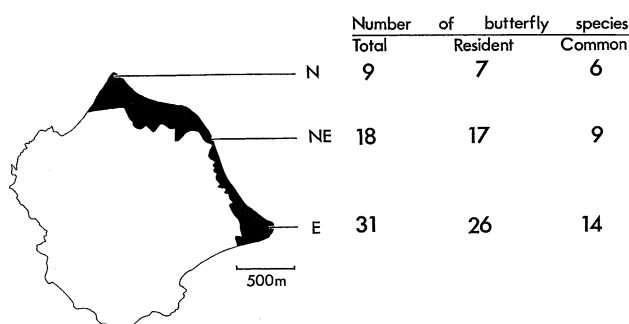 Number of butterfly species
Total Resident Common
N 9 7 6
NE 18 17 9
E 31 26 14
500m